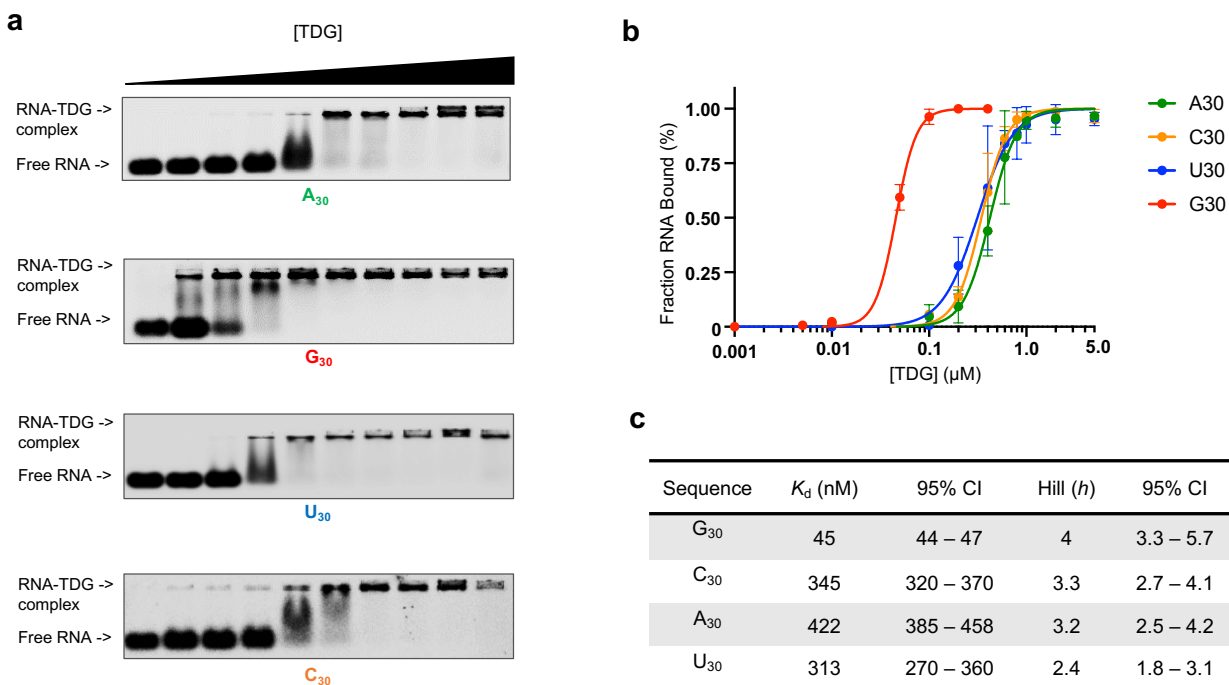 a
[TDG]
RNA-TDG ->
complex
Free RNA ->
A30
RNA-TDG ->
complex
Free RNA ->
G30
RNA-TDG ->
complex
Free RNA ->
U30
RNA-TDG ->
complex
Free RNA ->
C30
b
Fraction RNA Bound (%)
1.00
0.75
0.50
0.25
0
0.001 0.01 0.1 1.0 5.0
[TDG] (µM)
A30
C30
U30
G30
c
Sequence Kd (nM) 95% CI Hill (h) 95% CI
G30 45 44 – 47 4 3.3 – 5.7
C30 345 320 – 370 3.3 2.7 – 4.1
A30 422 385 – 458 3.2 2.5 – 4.2
U30 313 270 – 360 2.4 1.8 – 3.1